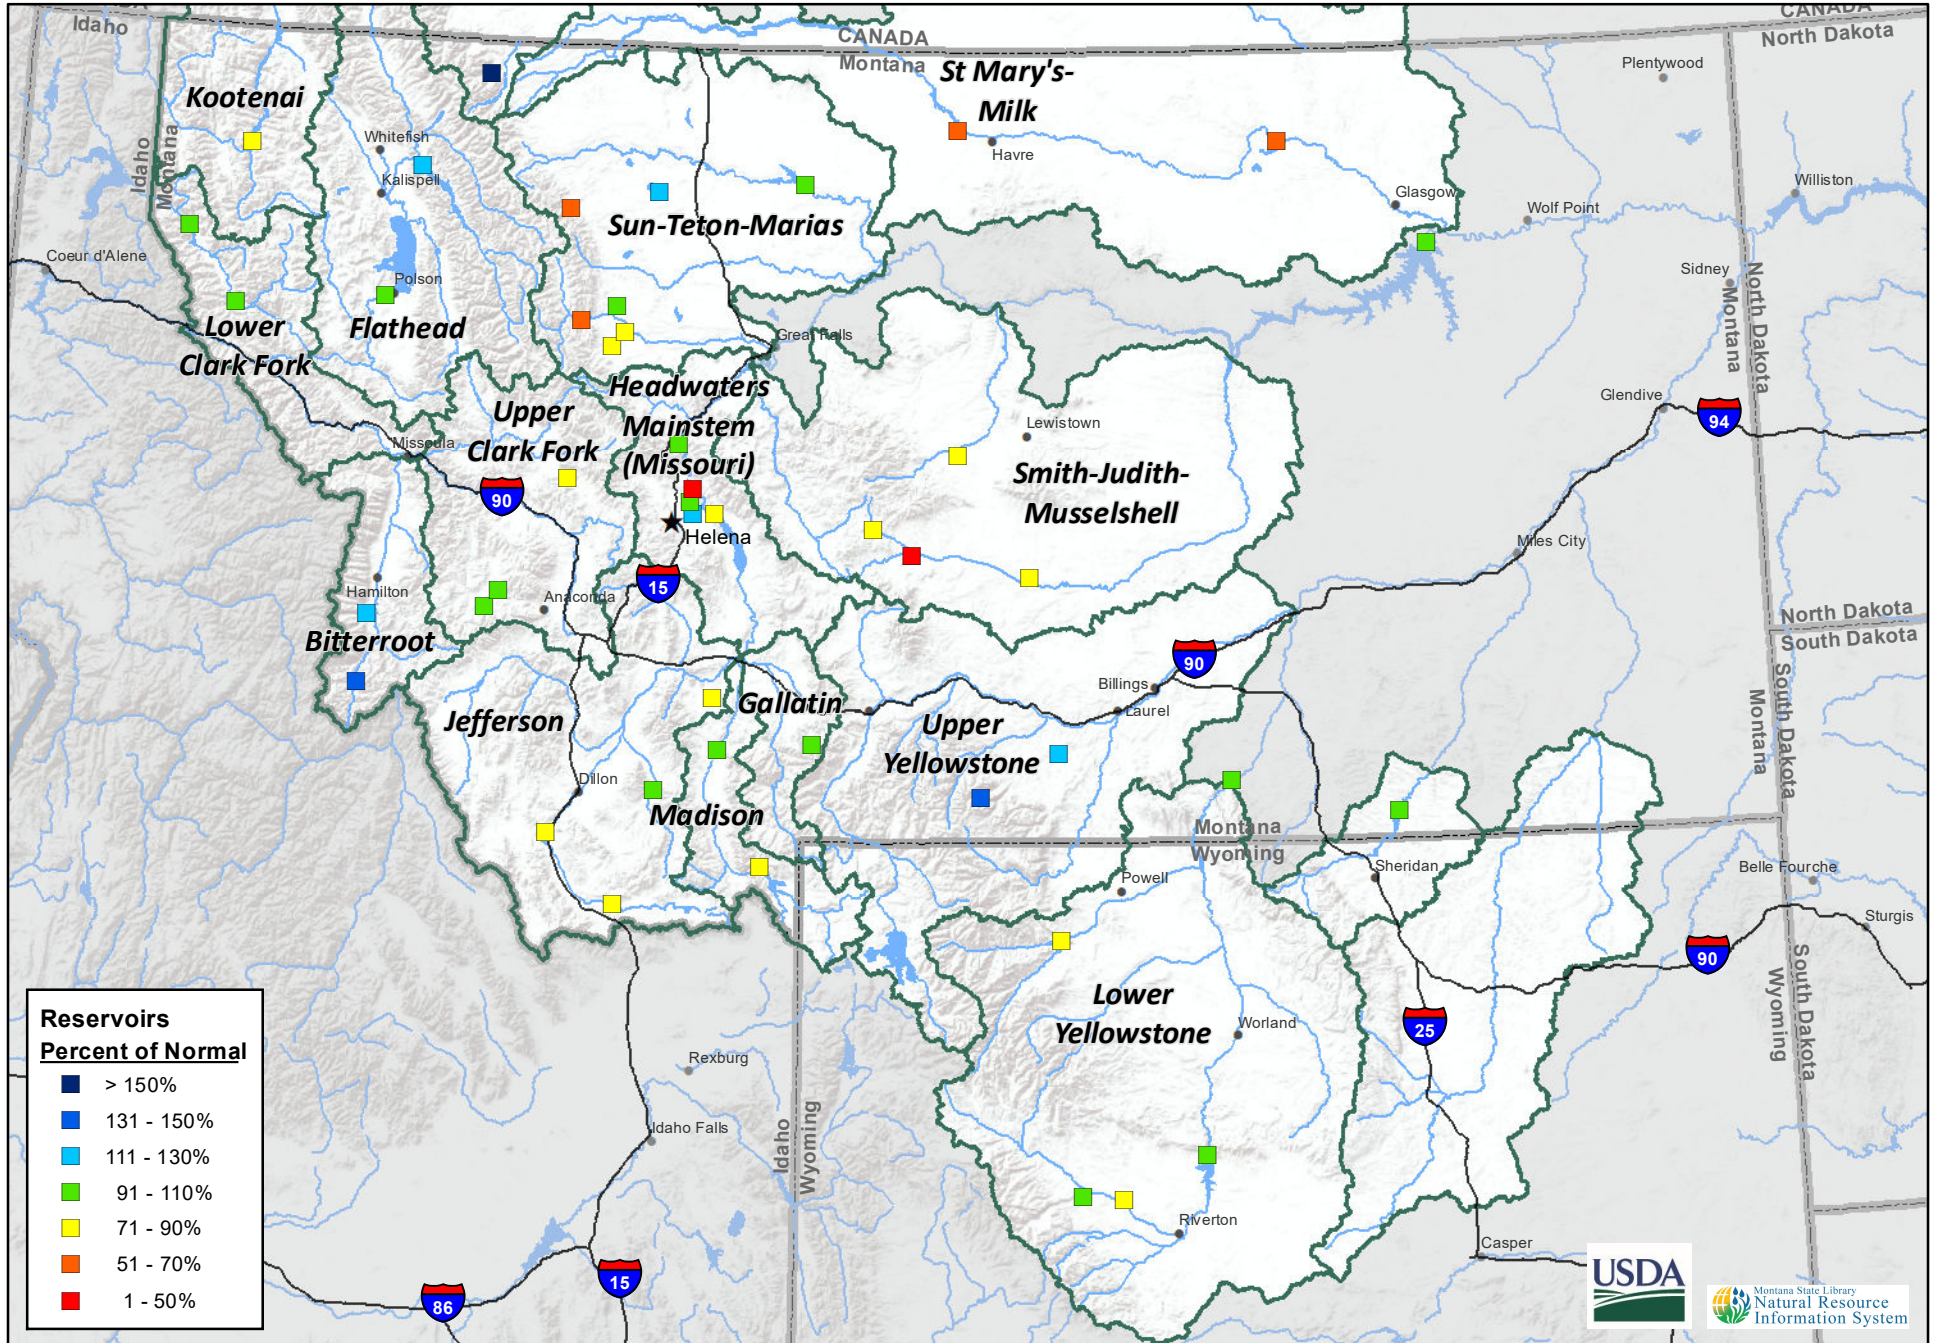 CANADA
Idaho
CANADA
Montana
CANADA
North Dakota
Plentywood
St Mary's-
Milk
Kootenai
Whitefish
Kalispell
Havre
Idaho
Montana
Glasgow
Wolf Point
Williston
Sun-Teton-Marias
Coeur d'Alene
Polson
Sidney
Montana
North Dakota
Lower
Clark Fork
Flathead
Great Falls
Headwaters
Mainstem
(Missouri)
Upper
Clark Fork
Missoula
Lewistown
Smith-Judith-
Musselshell
Glendive
94
90
Helena
Miles City
15
Hamilton
Anaconda
Bitterroot
North Dakota
South Dakota
90
Billings
Laurel
Jefferson
Gallatin
Upper
Yellowstone
Montana
South Dakota
Dillon
Madison
Montana
Wyoming
Sheridan
Powell
Belle Fourche
Sturgis
90
Lower
Yellowstone
Worland
25
Wyoming
South Dakota
Reservoirs
Percent of Normal
> 150%
131 - 150%
111 - 130%
91 - 110%
71 - 90%
51 - 70%
1 - 50%
Rexburg
Idaho Falls
Idaho
Wyoming
Riverton
Casper
15
86
USDA
Montana State Library
Natural Resource
Information System